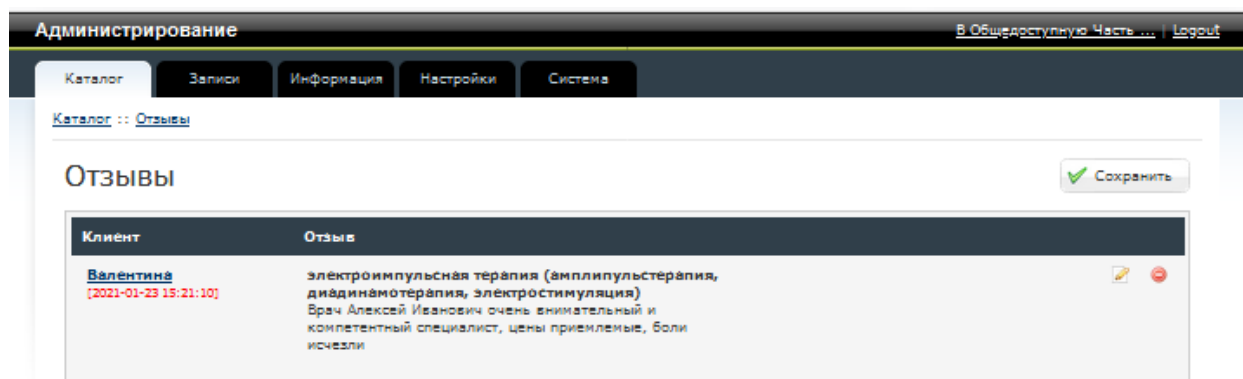 Администрирование В Общедоступную Часть ... | Logout
Каталог Записи Информация Настройки Система
Каталог :: Отзывы
Отзывы Сохранить
Клиент Отзыв
Валентина электроимпульсная терапия (амплипульстерапия,
[2021-01-23 15:21:10] диадинамотерапия, электростимуляция)
Врач Алексей Иванович очень внимательный и
компетентный специалист, цены приемлемые, боли
исчезли